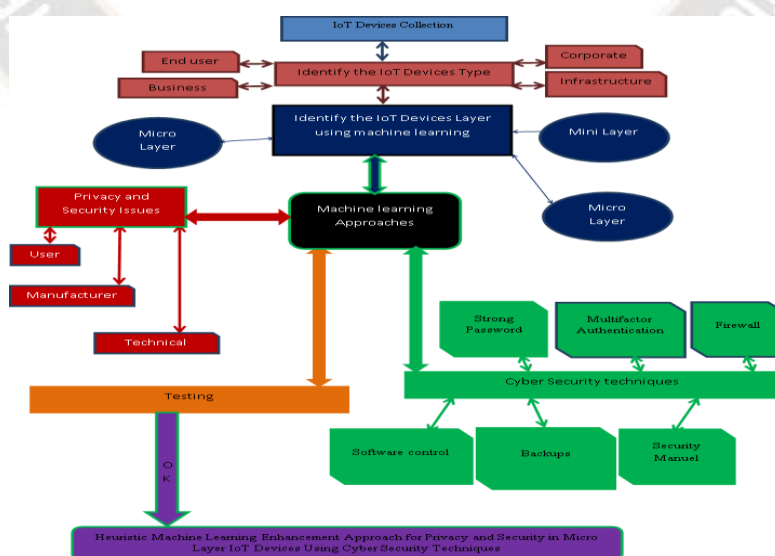 IoT Devices Collection
End user
Corporate
Identify the IoT Devices Type
Business
Infrastructure
Identify the IoT Devices Layer
using machine learning
Micro
Layer
Mini Layer
Privacy and
Security Issues
Machine learning
Approaches
Micro
Layer
User
Manufacturer
Technical
Strong
Password
Multifactor
Authentication
Firewall
Cyber Security techniques
Testing
Software control
Backups
Security
Manuel
OK
Heuristic Machine Learning Enhancement Approach for Privacy and Security in Micro
Layer IoT Devices Using Cyber Security Techniques